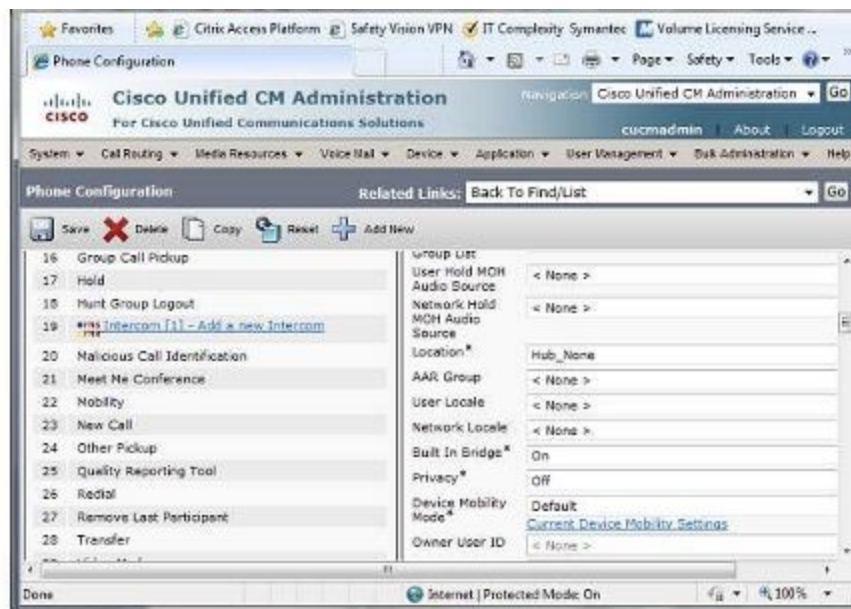 Favorites Citrix Access Platform Safety Vision VPN IT Complexity Symantec Volume Licensing Service ...
Phone Configuration
Page Safety Tools
CISCO
Cisco Unified CM Administration
For Cisco Unified Communications Solutions
Navigation Cisco Unified CM Administration Go
cucmadmin About Logout
System Call Routing Media Resources Voice Mail Device Application User Management Bulk Administration Help
Phone Configuration
Related Links: Back To Find/List Go
Save Delete Copy Reset Add New
16 Group Call Pickup
17 Hold
18 Hunt Group Logout
19 Intercom [1] - Add a new Intercom
20 Malicious Call Identification
21 Meet Me Conference
22 Mobility
23 New Call
24 Other Pickup
25 Quality Reporting Tool
26 Redial
27 Remove Last Participant
28 Transfer
Group List
User Hold MOH Audio Source < None >
Network Hold MOH Audio Source < None >
Location* Hub_None
AAR Group < None >
User Locale < None >
Network Locale < None >
Built In Bridge* On
Privacy* Off
Device Mobility Mode* Default
Current Device Mobility Settings
Owner User ID < None >
Done Internet | Protected Mode: On 100%